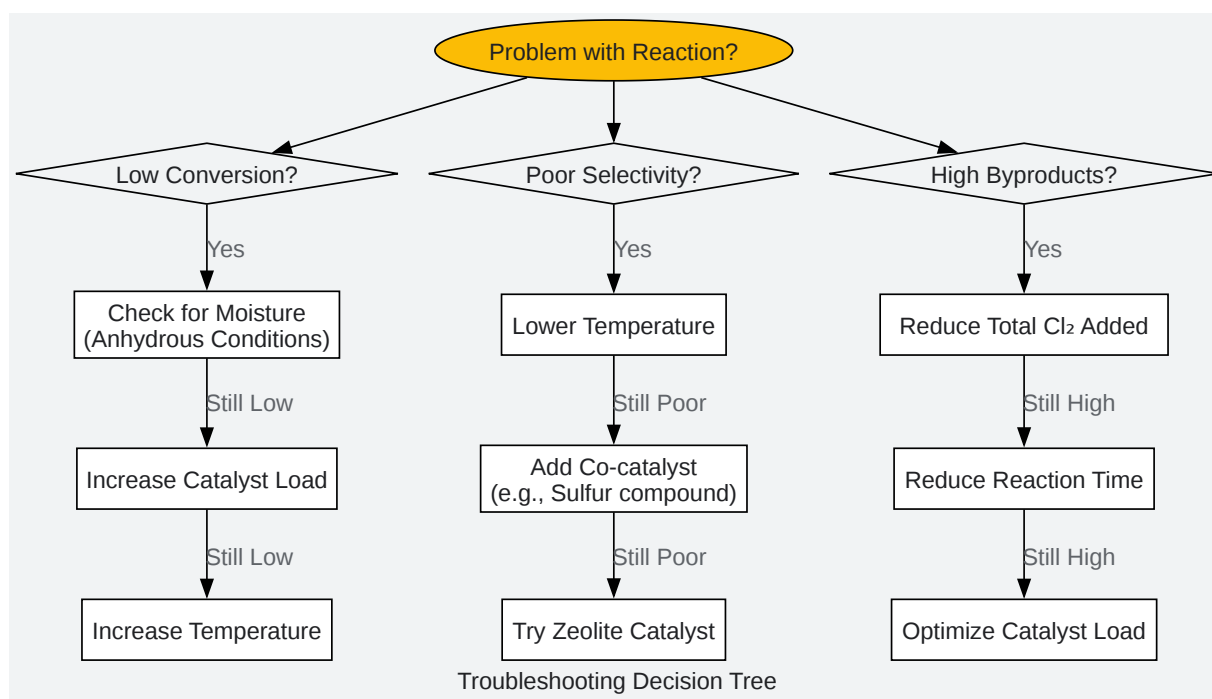 Problem with Reaction?
Low Conversion?
Poor Selectivity?
High Byproducts?
Yes
Yes
Yes
Check for Moisture
(Anhydrous Conditions)
Lower Temperature
Reduce Total Cl₂ Added
Still Low
Still Poor
Still High
Increase Catalyst Load
Add Co-catalyst
(e.g., Sulfur compound)
Reduce Reaction Time
Still Low
Still Poor
Still High
Increase Temperature
Try Zeolite Catalyst
Optimize Catalyst Load
Troubleshooting Decision Tree